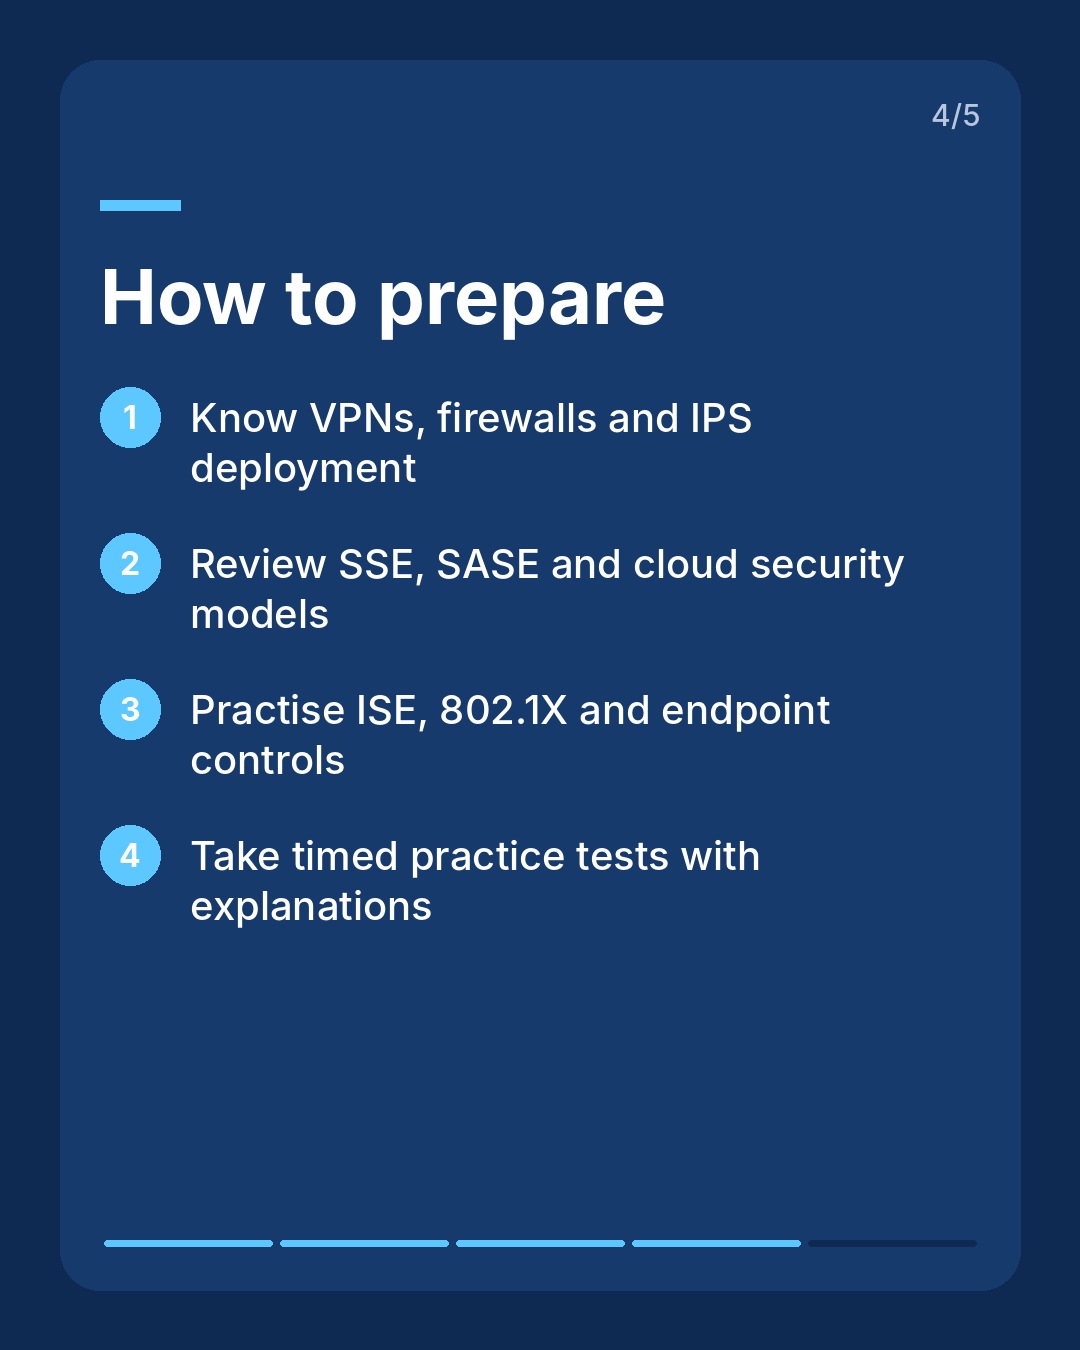 4/5
How to prepare
1 Know VPNs, firewalls and IPS
deployment
2 Review SSE, SASE and cloud security
models
3 Practise ISE, 802.1X and endpoint
controls
4 Take timed practice tests with
explanations